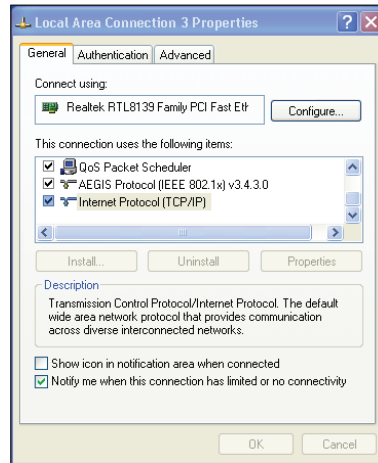 Local Area Connection 3 Properties
General Authentication Advanced
Connect using:
Realtek RTL8139 Family PCI Fast Eth
Configure...
This connection uses the following items:
QoS Packet Scheduler
AEGIS Protocol (IEEE 802.1x) v3.4.3.0
Internet Protocol (TCP/IP)
Install... Uninstall Properties
Description
Transmission Control Protocol/Internet Protocol. The default
wide area network protocol that provides communication
across diverse interconnected networks.
Show icon in notification area when connected
Notify me when this connection has limited or no connectivity
OK Cancel